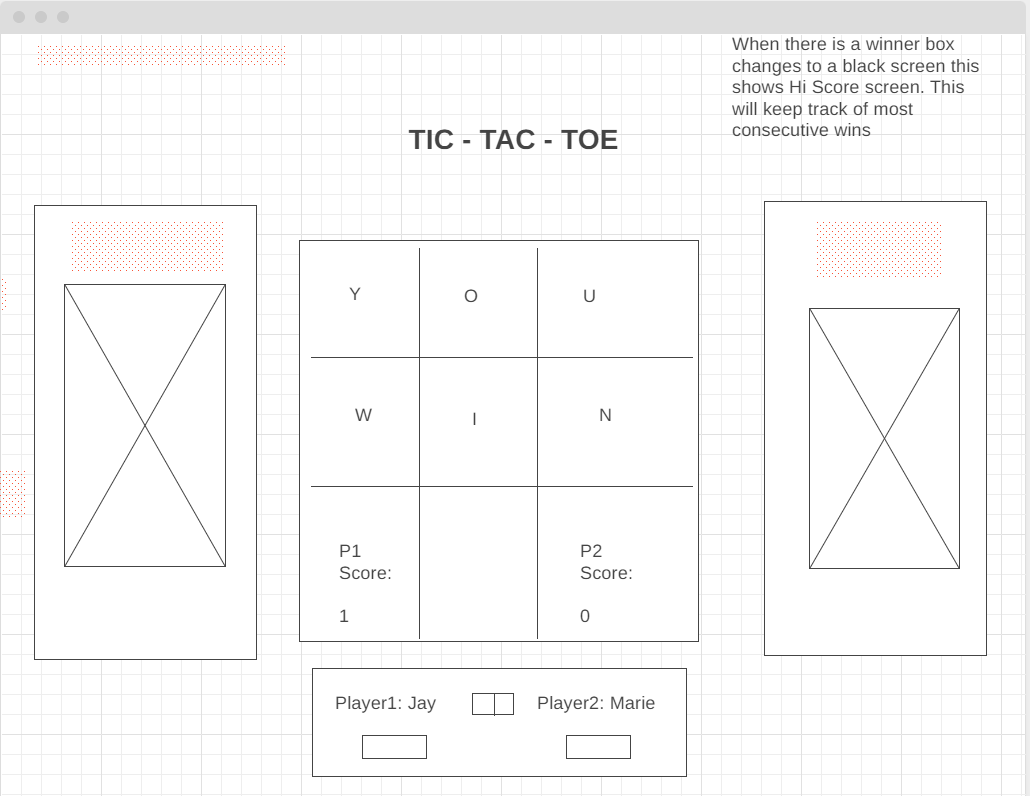 When there is a winner box
changes to a black screen this
shows Hi Score screen. This
will keep track of most
consecutive wins
TIC - TAC - TOE
Y O U
W I N
P1 P2
Score: Score:
1 0
Player1: Jay Player2: Marie